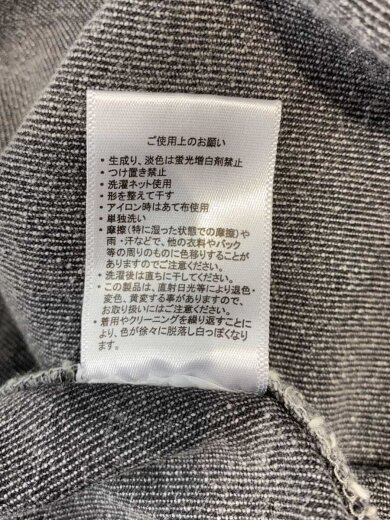 ご使用上のお願い
・生成り、淡色は蛍光増白剤禁止
・つけ置き禁止
・洗濯ネット使用
・形を整えて干す
・アイロン時はあて布使用
・単独洗い
・摩擦(特に湿った状態での摩擦)や
雨・汗などで、他の衣料やバック
等の周りのものに色移りすることが
ありますのでご注意ください。
・洗濯後は直ちに干してください。
・この製品は、直射日光等により退色・
変色、黄変する事がありますので、
お取り扱いにはご注意ください。
・着用やクリーニングを繰り返すことに
より、色が徐々に脱落し白っぽくなり
ます。